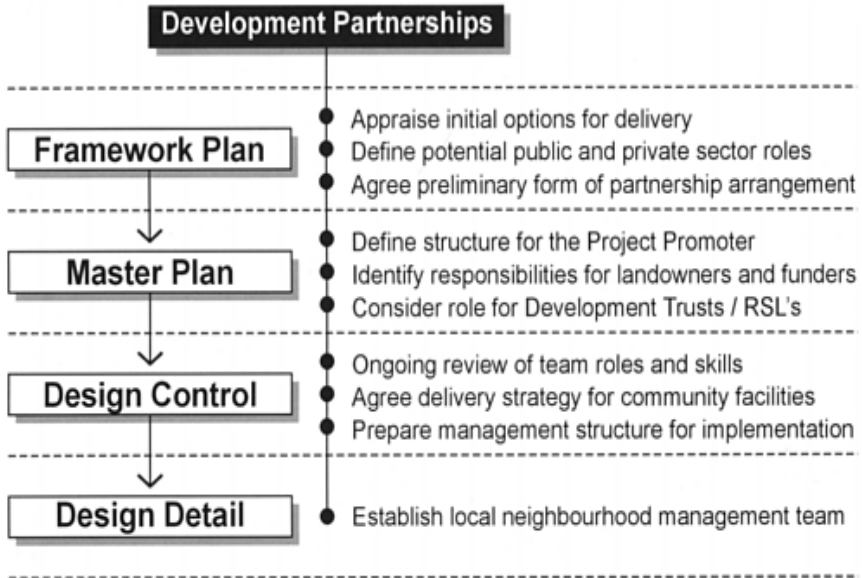 Development Partnerships
Framework Plan
Appraise initial options for delivery
Define potential public and private sector roles
Agree preliminary form of partnership arrangement
Master Plan
Define structure for the Project Promoter
Identify responsibilities for landowners and funders
Consider role for Development Trusts / RSL's
Design Control
Ongoing review of team roles and skills
Agree delivery strategy for community facilities
Prepare management structure for implementation
Design Detail
Establish local neighbourhood management team